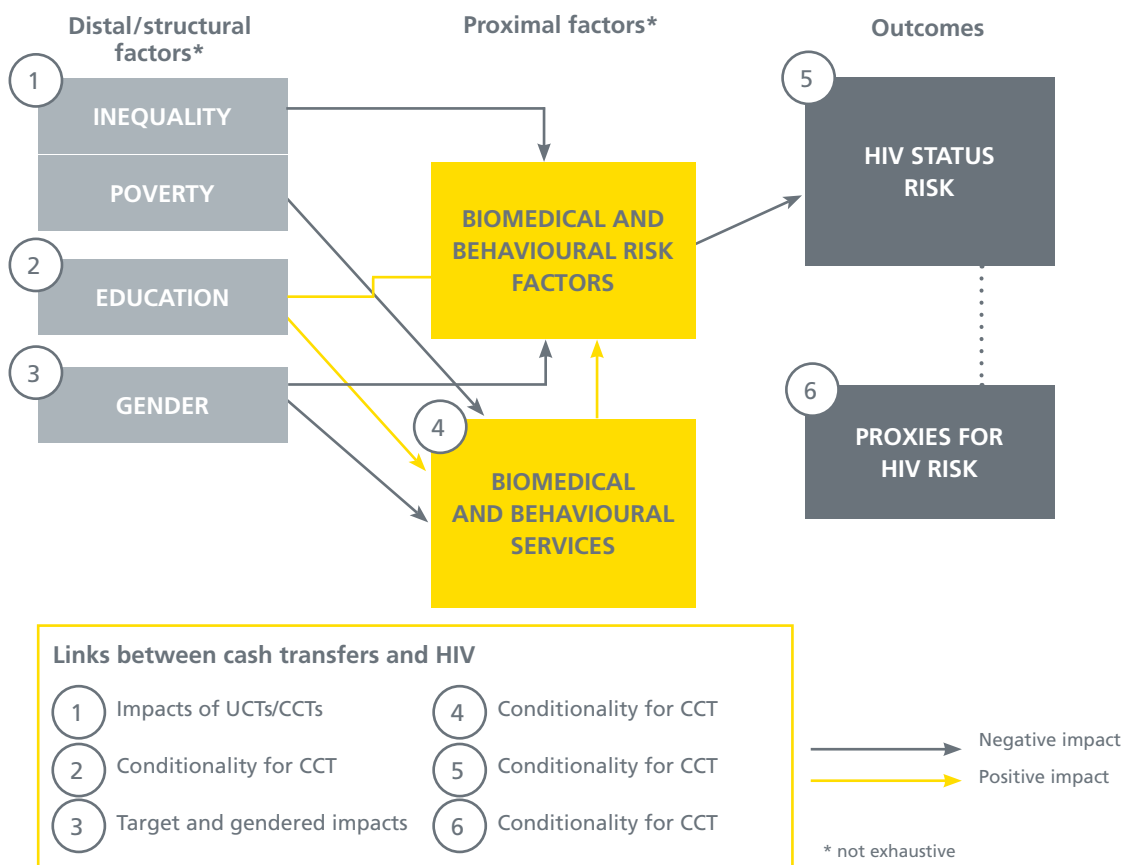 Distal/structural
factors*
Proximal factors*
Outcomes
1
INEQUALITY
POVERTY
2
EDUCATION
3
GENDER
BIOMEDICAL AND
BEHAVIOURAL RISK
FACTORS
4
BIOMEDICAL
AND BEHAVIOURAL
SERVICES
5
HIV STATUS
RISK
6
PROXIES FOR
HIV RISK
Links between cash transfers and HIV
1 Impacts of UCTs/CCTs
2 Conditionality for CCT
3 Target and gendered impacts
4 Conditionality for CCT
5 Conditionality for CCT
6 Conditionality for CCT
Negative impact
Positive impact
* not exhaustive